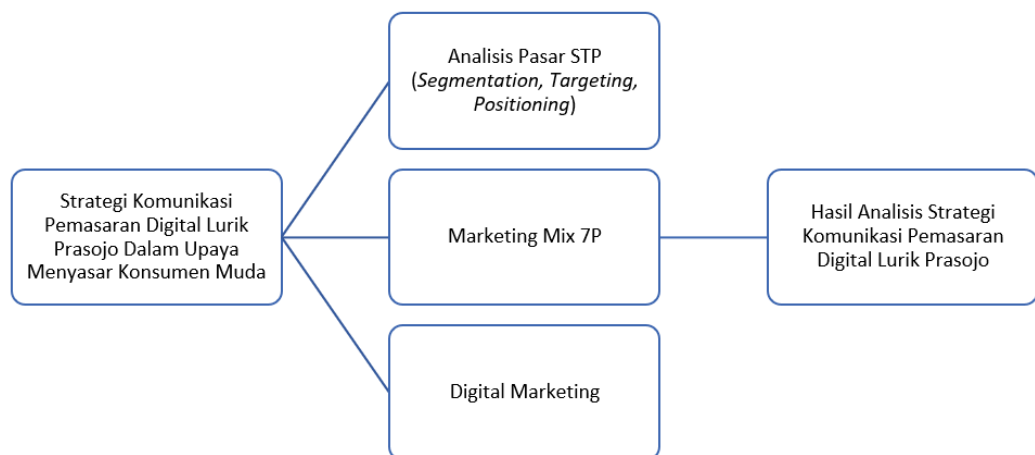 Analisis Pasar STP
(Segmentation, Targeting,
Positioning)
Strategi Komunikasi
Pemasaran Digital Lurik
Prasojo Dalam Upaya
Menyasar Konsumen Muda
Marketing Mix 7P
Hasil Analisis Strategi
Komunikasi Pemasaran
Digital Lurik Prasojo
Digital Marketing